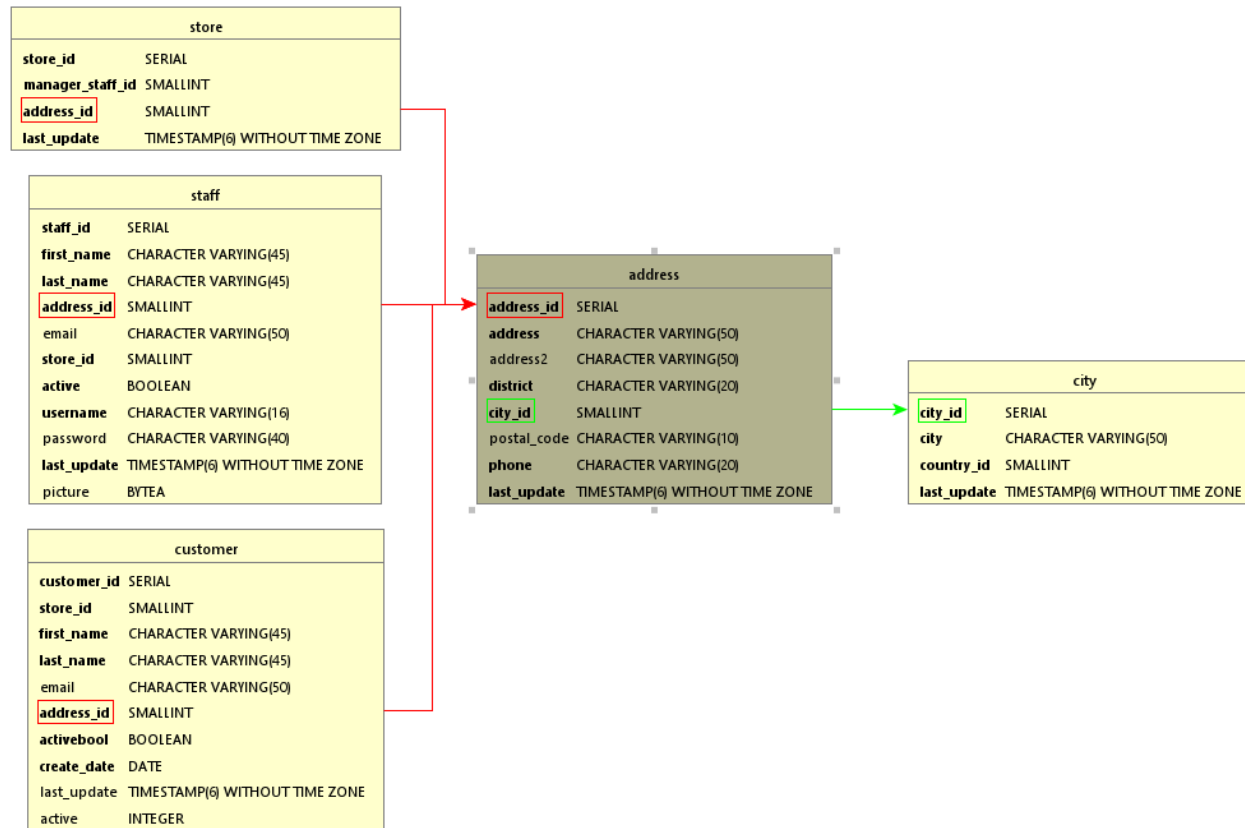 store
store_id SERIAL
manager_staff_id SMALLINT
address_id SMALLINT
last_update TIMESTAMP(6) WITHOUT TIME ZONE
staff
staff_id SERIAL
first_name CHARACTER VARYING(45)
last_name CHARACTER VARYING(45)
address_id SMALLINT
email CHARACTER VARYING(50)
store_id SMALLINT
active BOOLEAN
username CHARACTER VARYING(16)
password CHARACTER VARYING(40)
last_update TIMESTAMP(6) WITHOUT TIME ZONE
picture BYTEA
customer
customer_id SERIAL
store_id SMALLINT
first_name CHARACTER VARYING(45)
last_name CHARACTER VARYING(45)
email CHARACTER VARYING(50)
address_id SMALLINT
activebool BOOLEAN
create_date DATE
last_update TIMESTAMP(6) WITHOUT TIME ZONE
active INTEGER
address
address_id SERIAL
address CHARACTER VARYING(50)
address2 CHARACTER VARYING(50)
district CHARACTER VARYING(20)
city_id SMALLINT
postal_code CHARACTER VARYING(10)
phone CHARACTER VARYING(20)
last_update TIMESTAMP(6) WITHOUT TIME ZONE
city
city_id SERIAL
city CHARACTER VARYING(50)
country_id SMALLINT
last_update TIMESTAMP(6) WITHOUT TIME ZONE